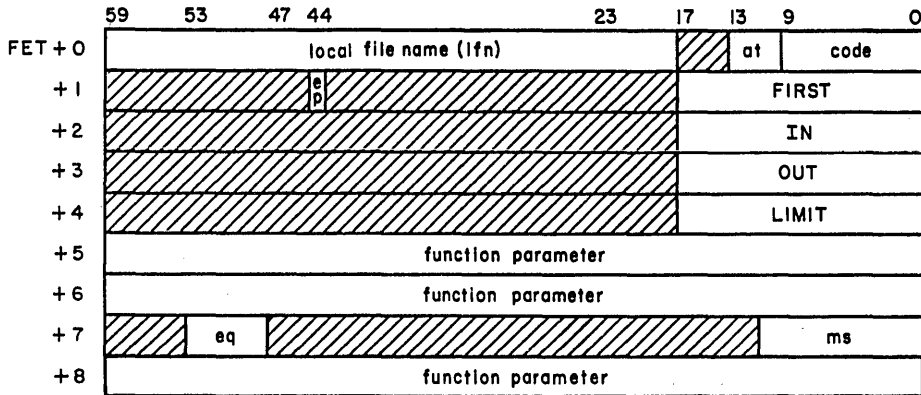 59 53 47 44 23 17 13 9 0
FET + 0 local file name (lfn) at code
+ 1 ep FIRST
+ 2 IN
+ 3 OUT
+ 4 LIMIT
+ 5 function parameter
+ 6 function parameter
+ 7 eq ms
+ 8 function parameter